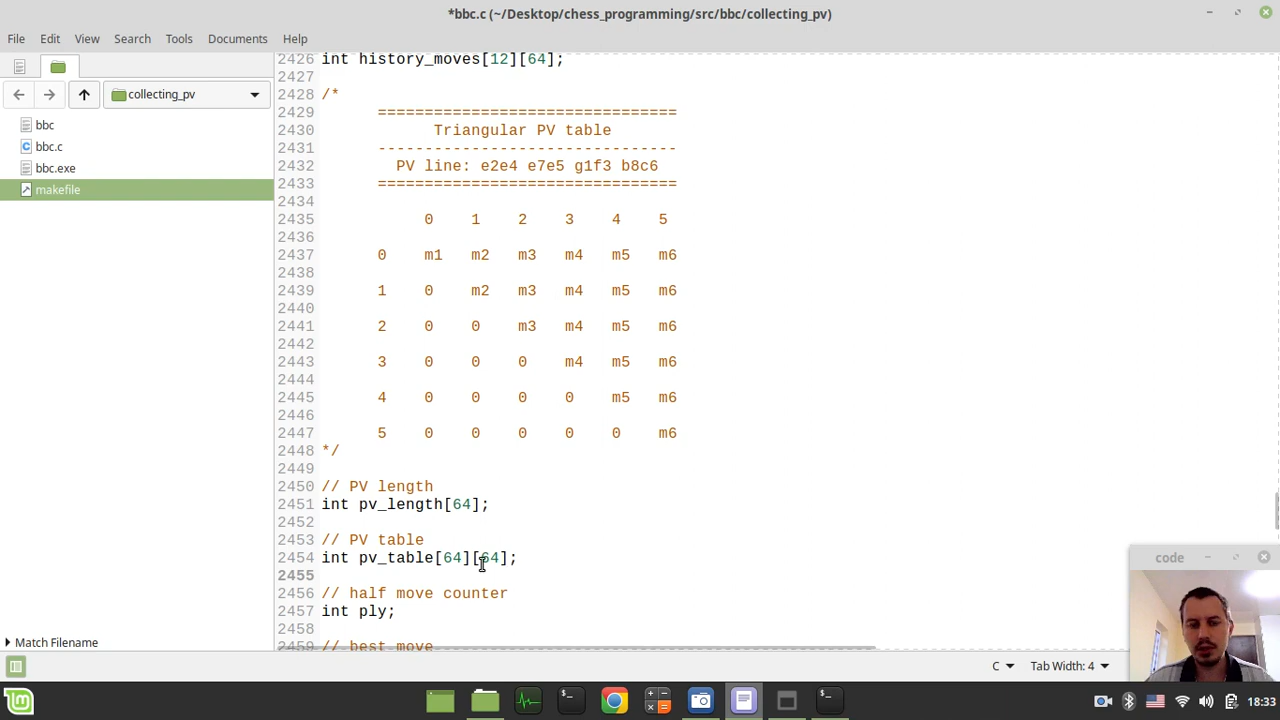 *bbc.c (~/Desktop/chess_programming/src/bbc/collecting_pv)
File Edit View Search Tools Documents Help
collecting_pv
bbc
bbc.c
bbc.exe
makefile
Match Filename
2426 int history_moves[12][64];
2427
2428 /*
2429 ================================
2430 Triangular PV table
2431 --------------------------------
2432 PV line: e2e4 e7e5 g1f3 b8c6
2433 ================================
2434
2435 0 1 2 3 4 5
2436
2437 0 m1 m2 m3 m4 m5 m6
2438
2439 1 0 m2 m3 m4 m5 m6
2440
2441 2 0 0 m3 m4 m5 m6
2442
2443 3 0 0 0 m4 m5 m6
2444
2445 4 0 0 0 0 m5 m6
2446
2447 5 0 0 0 0 0 m6
2448 */
2449
2450 // PV length
2451 int pv_length[64];
2452
2453 // PV table
2454 int pv_table[64][64];
2455
2456 // half move counter
2457 int ply;
2458
2459 // best move
code
C Tab Width: 4
18:33